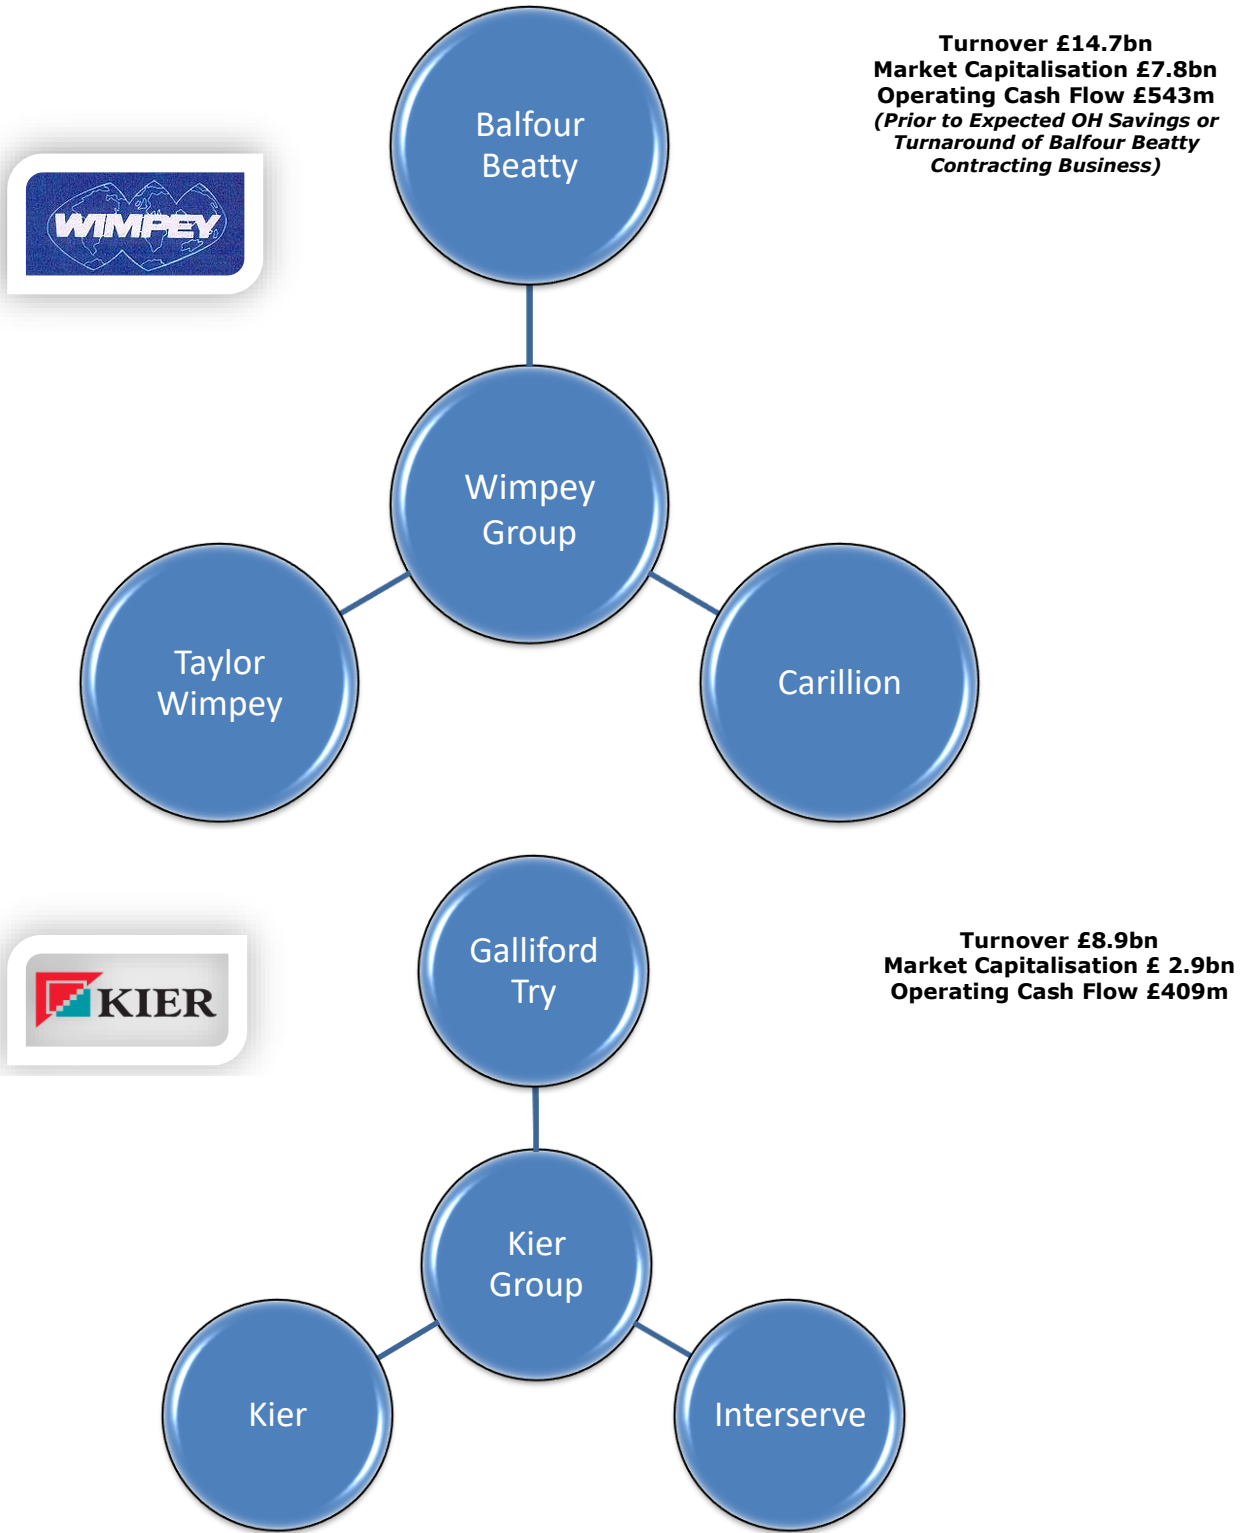 Turnover £14.7bn
Market Capitalisation £7.8bn
Operating Cash Flow £543m
(Prior to Expected OH Savings or
Turnaround of Balfour Beatty
Contracting Business)
Balfour
Beatty
WIMPEY
Wimpey
Group
Taylor
Wimpey
Carillion
Galliford
Try
Turnover £8.9bn
Market Capitalisation £ 2.9bn
Operating Cash Flow £409m
KIER
Kier
Group
Kier
Interserve